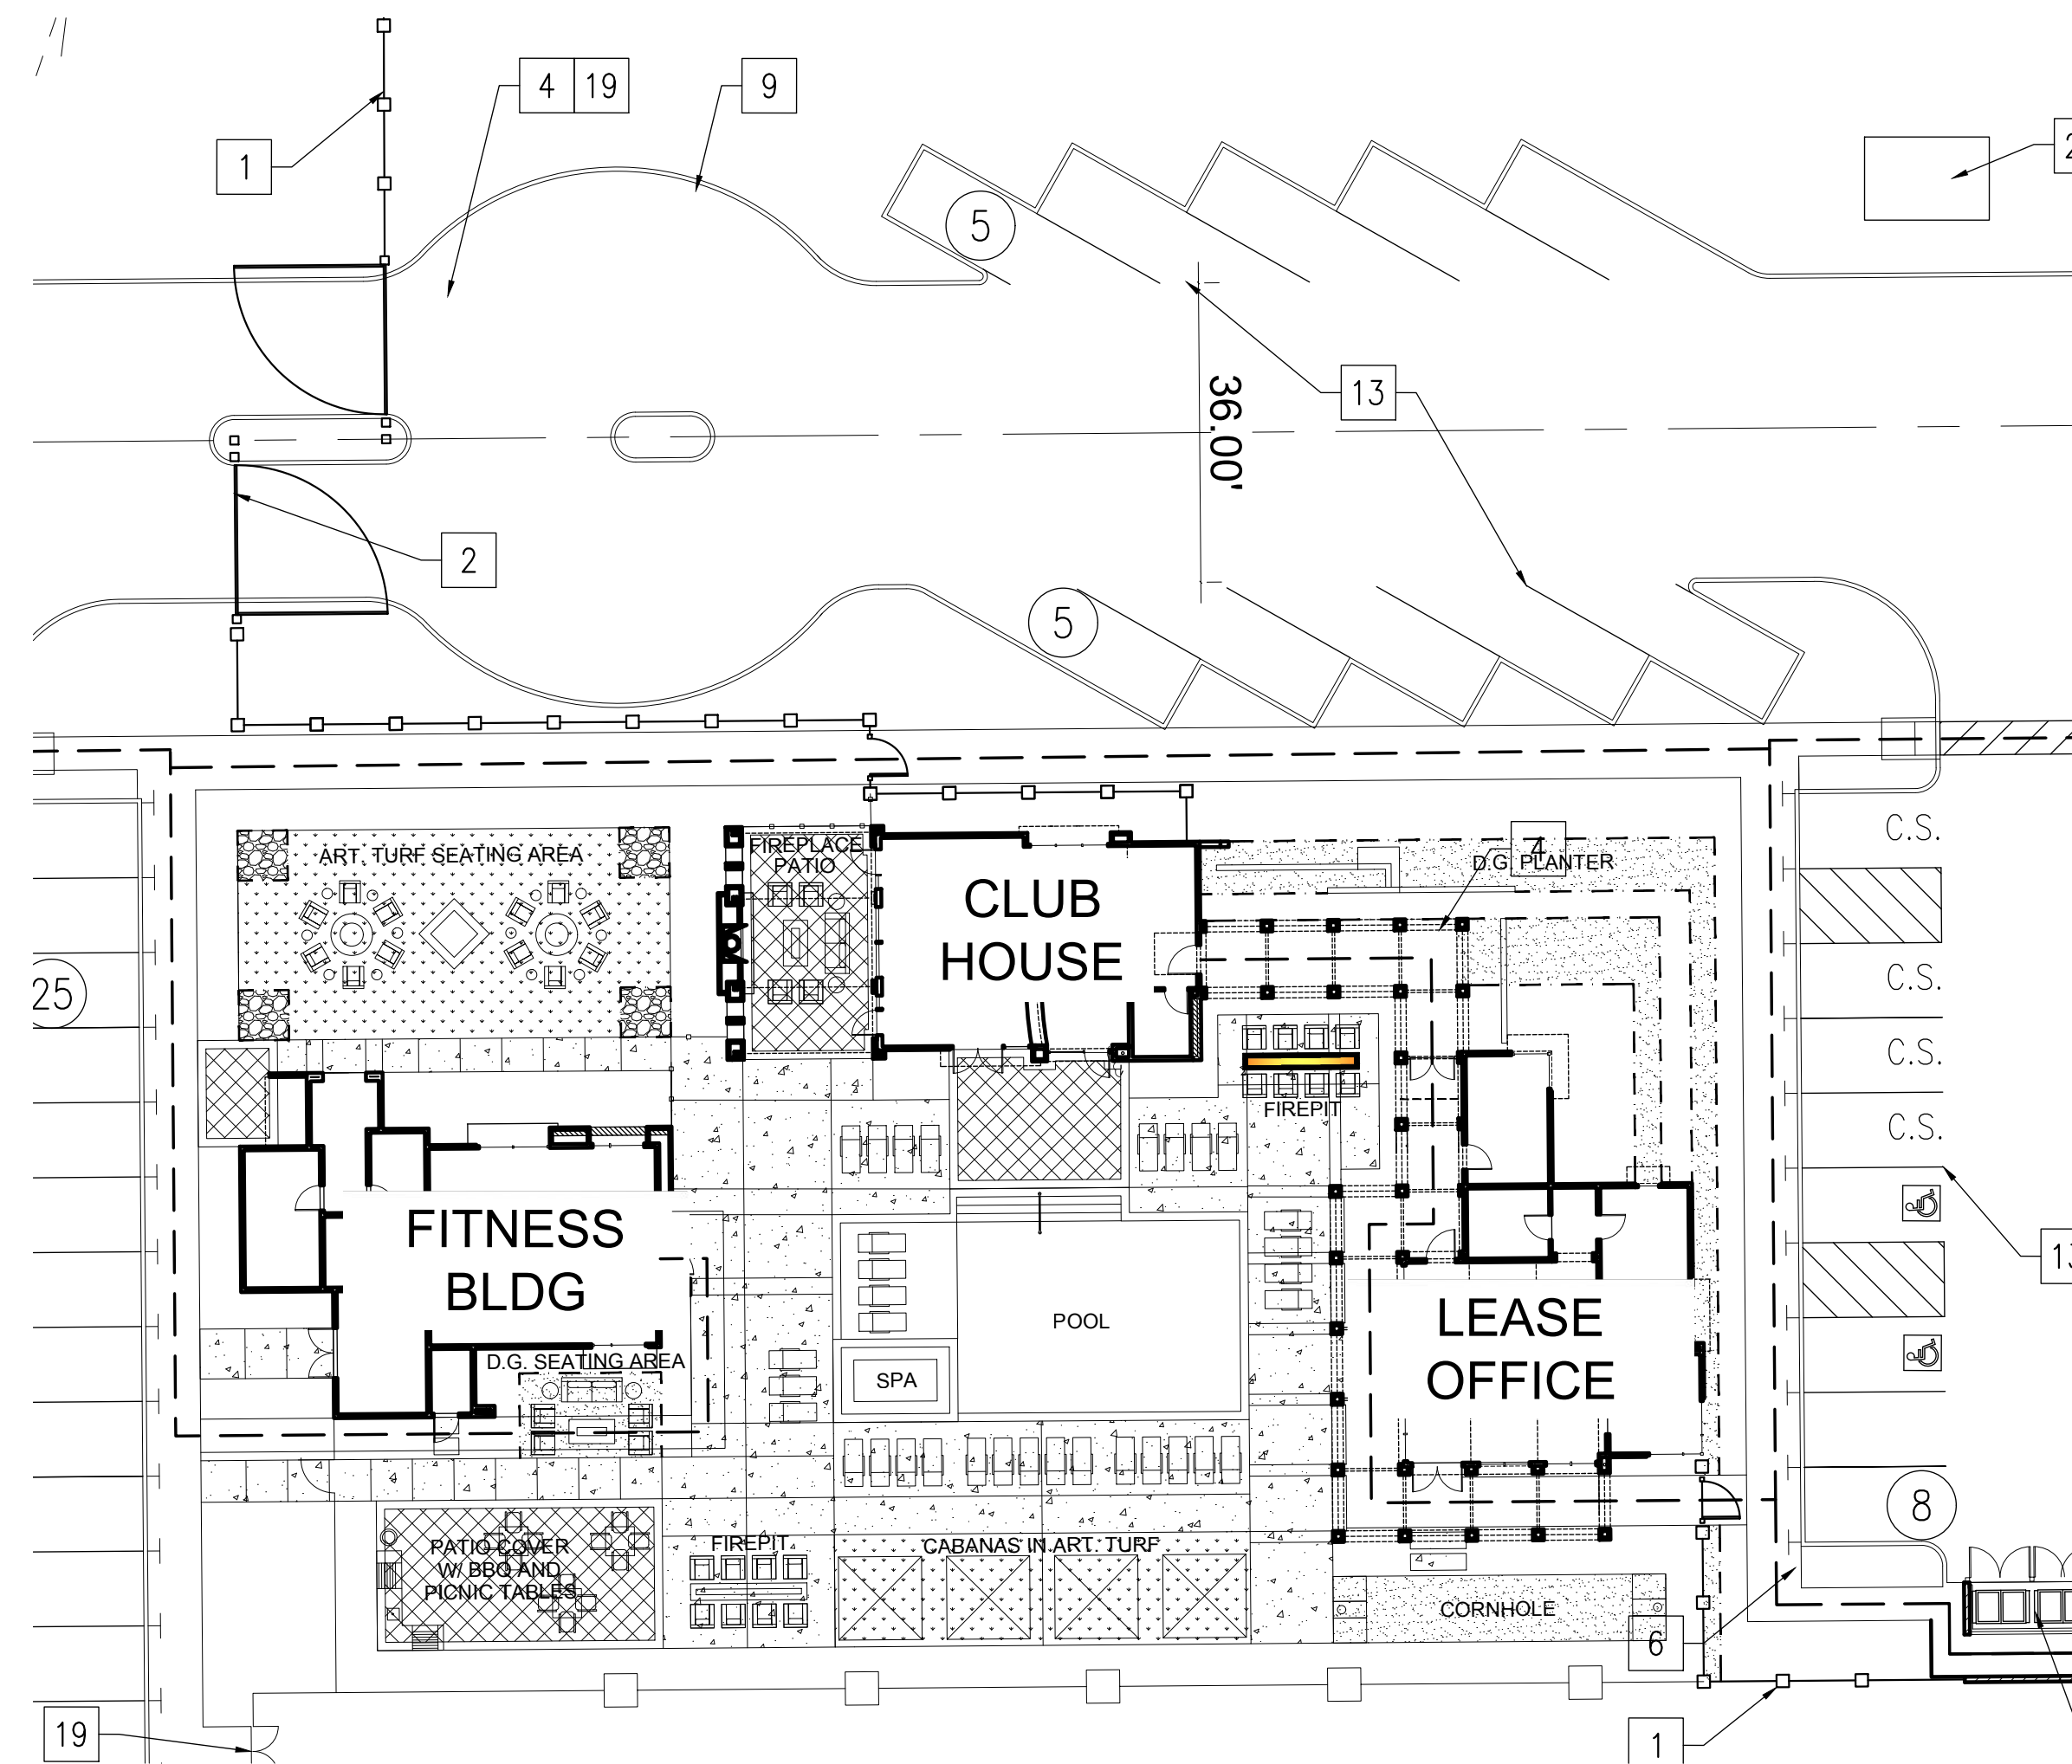 4 19
9
1
2
5
13
36.00'
2
5
ART. TURF SEATING AREA
FIREPLACE
PATIO
CLUB
HOUSE
4
D.G. PLANTER
C.S.
25
C.S.
C.S.
C.S.
FIREPIT
FITNESS
BLDG
POOL
LEASE
OFFICE
13
D.G. SEATING AREA
SPA
8
PATIO COVER
W/ BBQ AND
PICNIC TABLES
FIREPIT
CABANAS IN ART. TURF
CORNHOLE
6
19
1